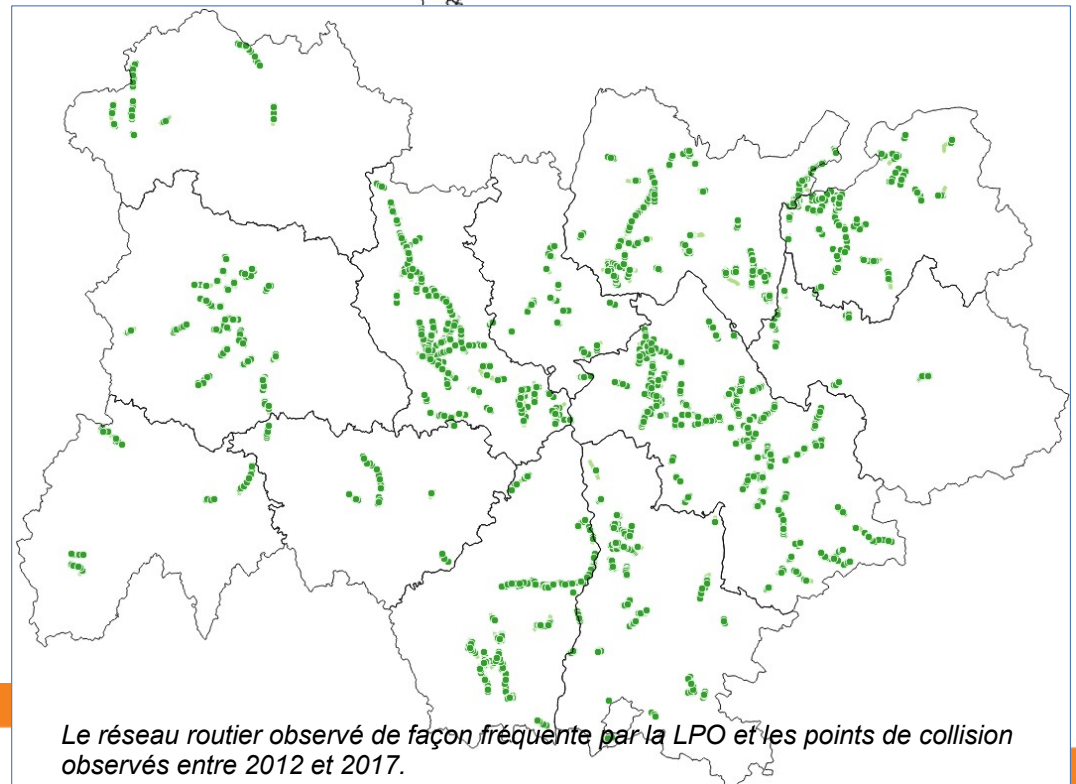 Le réseau routier observé de façon fréquente par la LPO et les points de collision
observés entre 2012 et 2017.